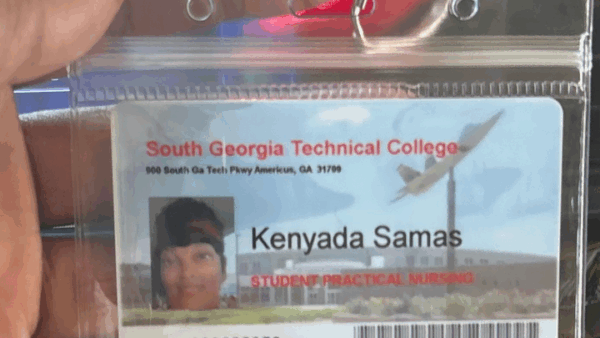 South Georgia Technical College
900 South Ga Tech Pkwy Americus, GA 31709
Kenyada Samas
STUDENT PRACTICAL NURSING